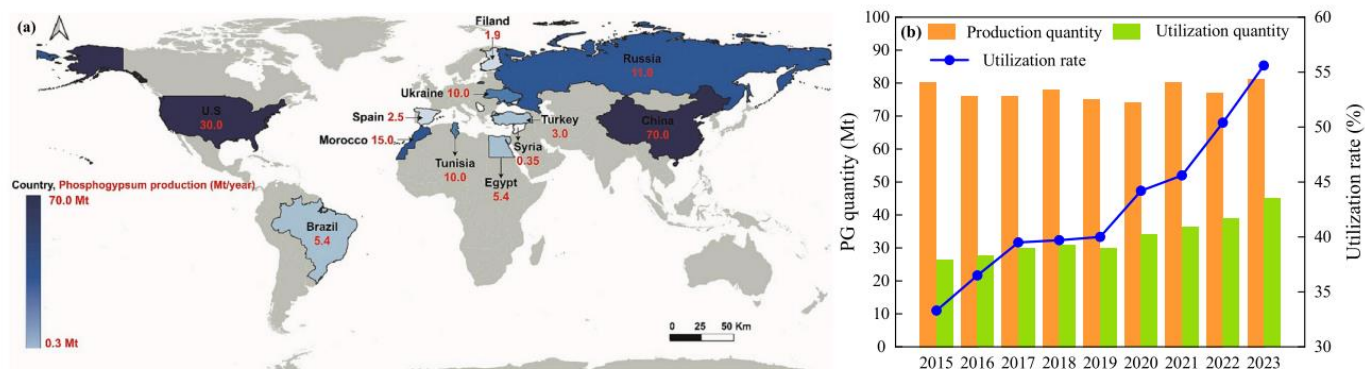 (a)
Filand
1.9
Russia
11.0
Ukraine 10.0
U.S
30.0
Spain 2.5
Turkey
3.0
China
70.0
Morocco 15.0
Syria
0.35
Tunisia
10.0
Egypt
5.4
Country, Phosphogypsum production (Mt/year)
70.0 Mt
Brazil
5.4
0.3 Mt
0 25 50 Km
(b)
Production quantity
Utilization quantity
Utilization rate
PG quantity (Mt)
100
90
80
70
60
50
40
30
20
10
0
2015 2016 2017 2018 2019 2020 2021 2022 2023
60
55
50
45
40
35
30
Utilization rate (%)